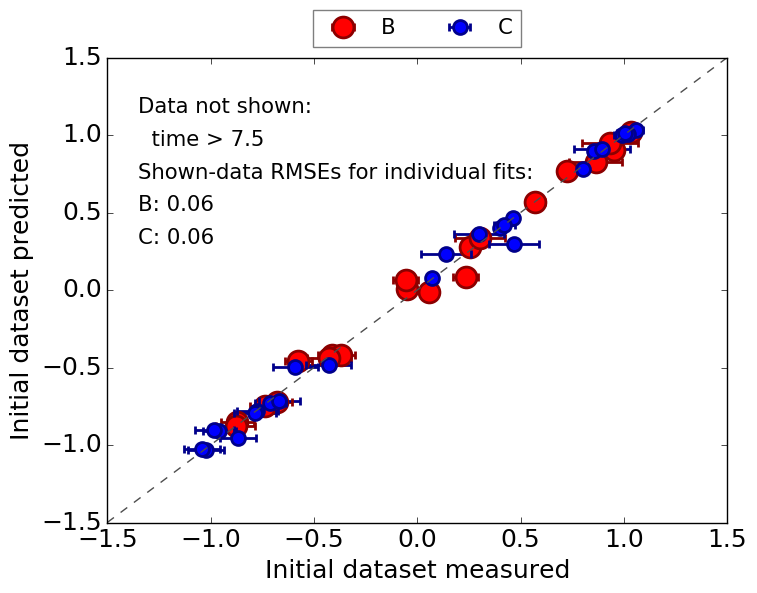 B C
1.5
Data not shown:
time > 7.5
1.0
Shown-data RMSEs for individual fits:
B: 0.06
0.5
C: 0.06
0.0
−0.5
−1.0
−1.5
Initial dataset predicted
−1.5 −1.0 −0.5 0.0 0.5 1.0 1.5
Initial dataset measured